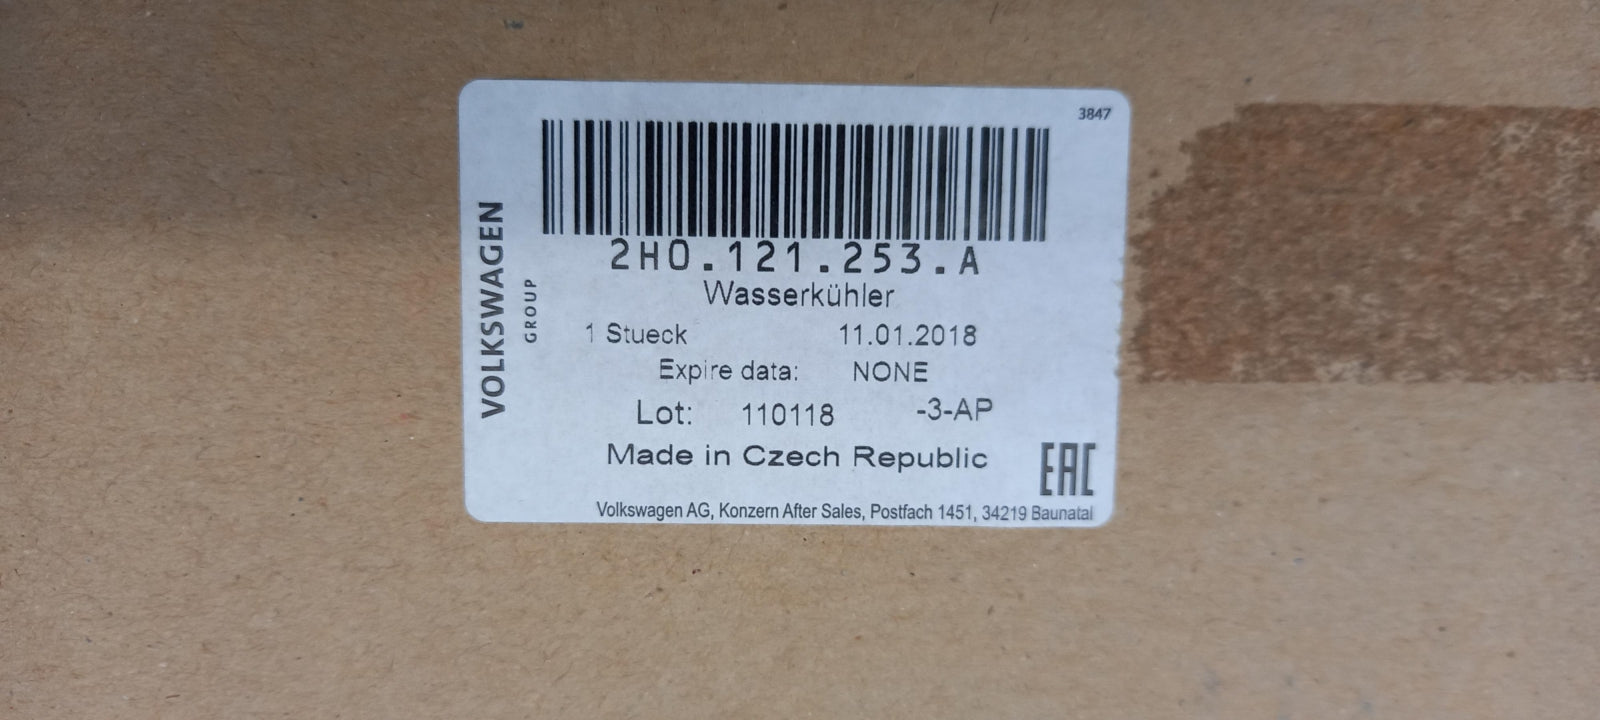 3847
VOLKSWAGEN
GROUP
2H0.121.253.A
Wasserkühler
1 Stueck 11.01.2018
Expire data: NONE
Lot: 110118 -3-AP
Made in Czech Republic
EAC
Volkswagen AG, Konzern After Sales, Postfach 1451, 34219 Baunatal